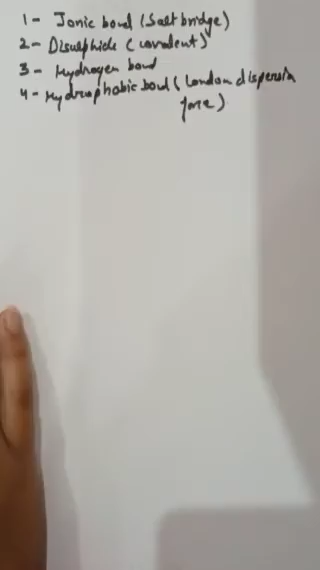 1 - Ionic bond (Salt bridge)
2 - Disulphide (covalent)
3 - Hydrogen bond
4 - Hydrophobic bond (London dispersion
force)